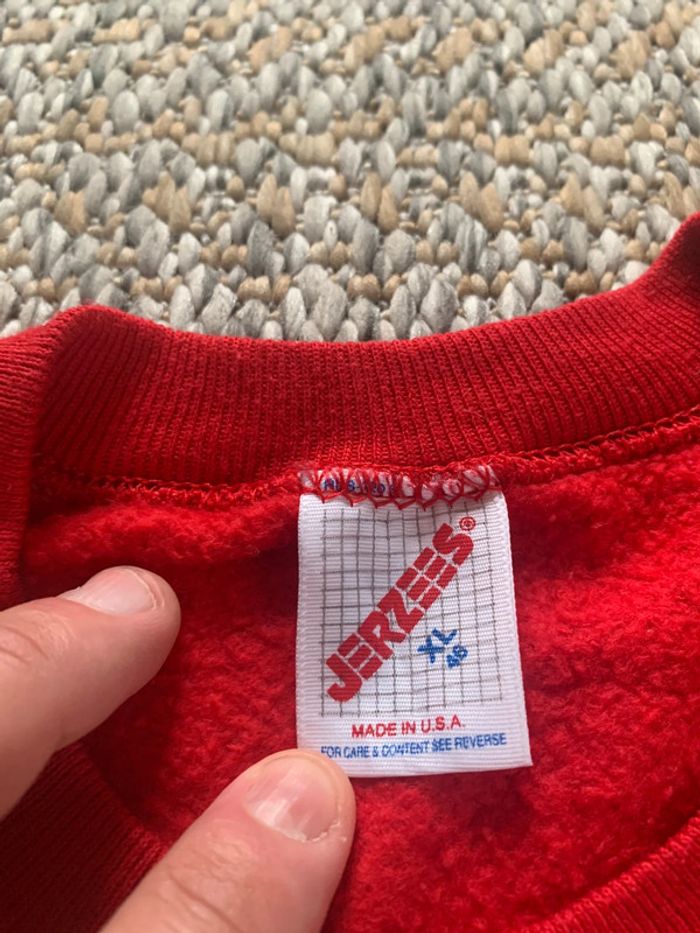 JERZEES®
XL
MADE IN U.S.A.
FOR CARE & CONTENT SEE REVERSE